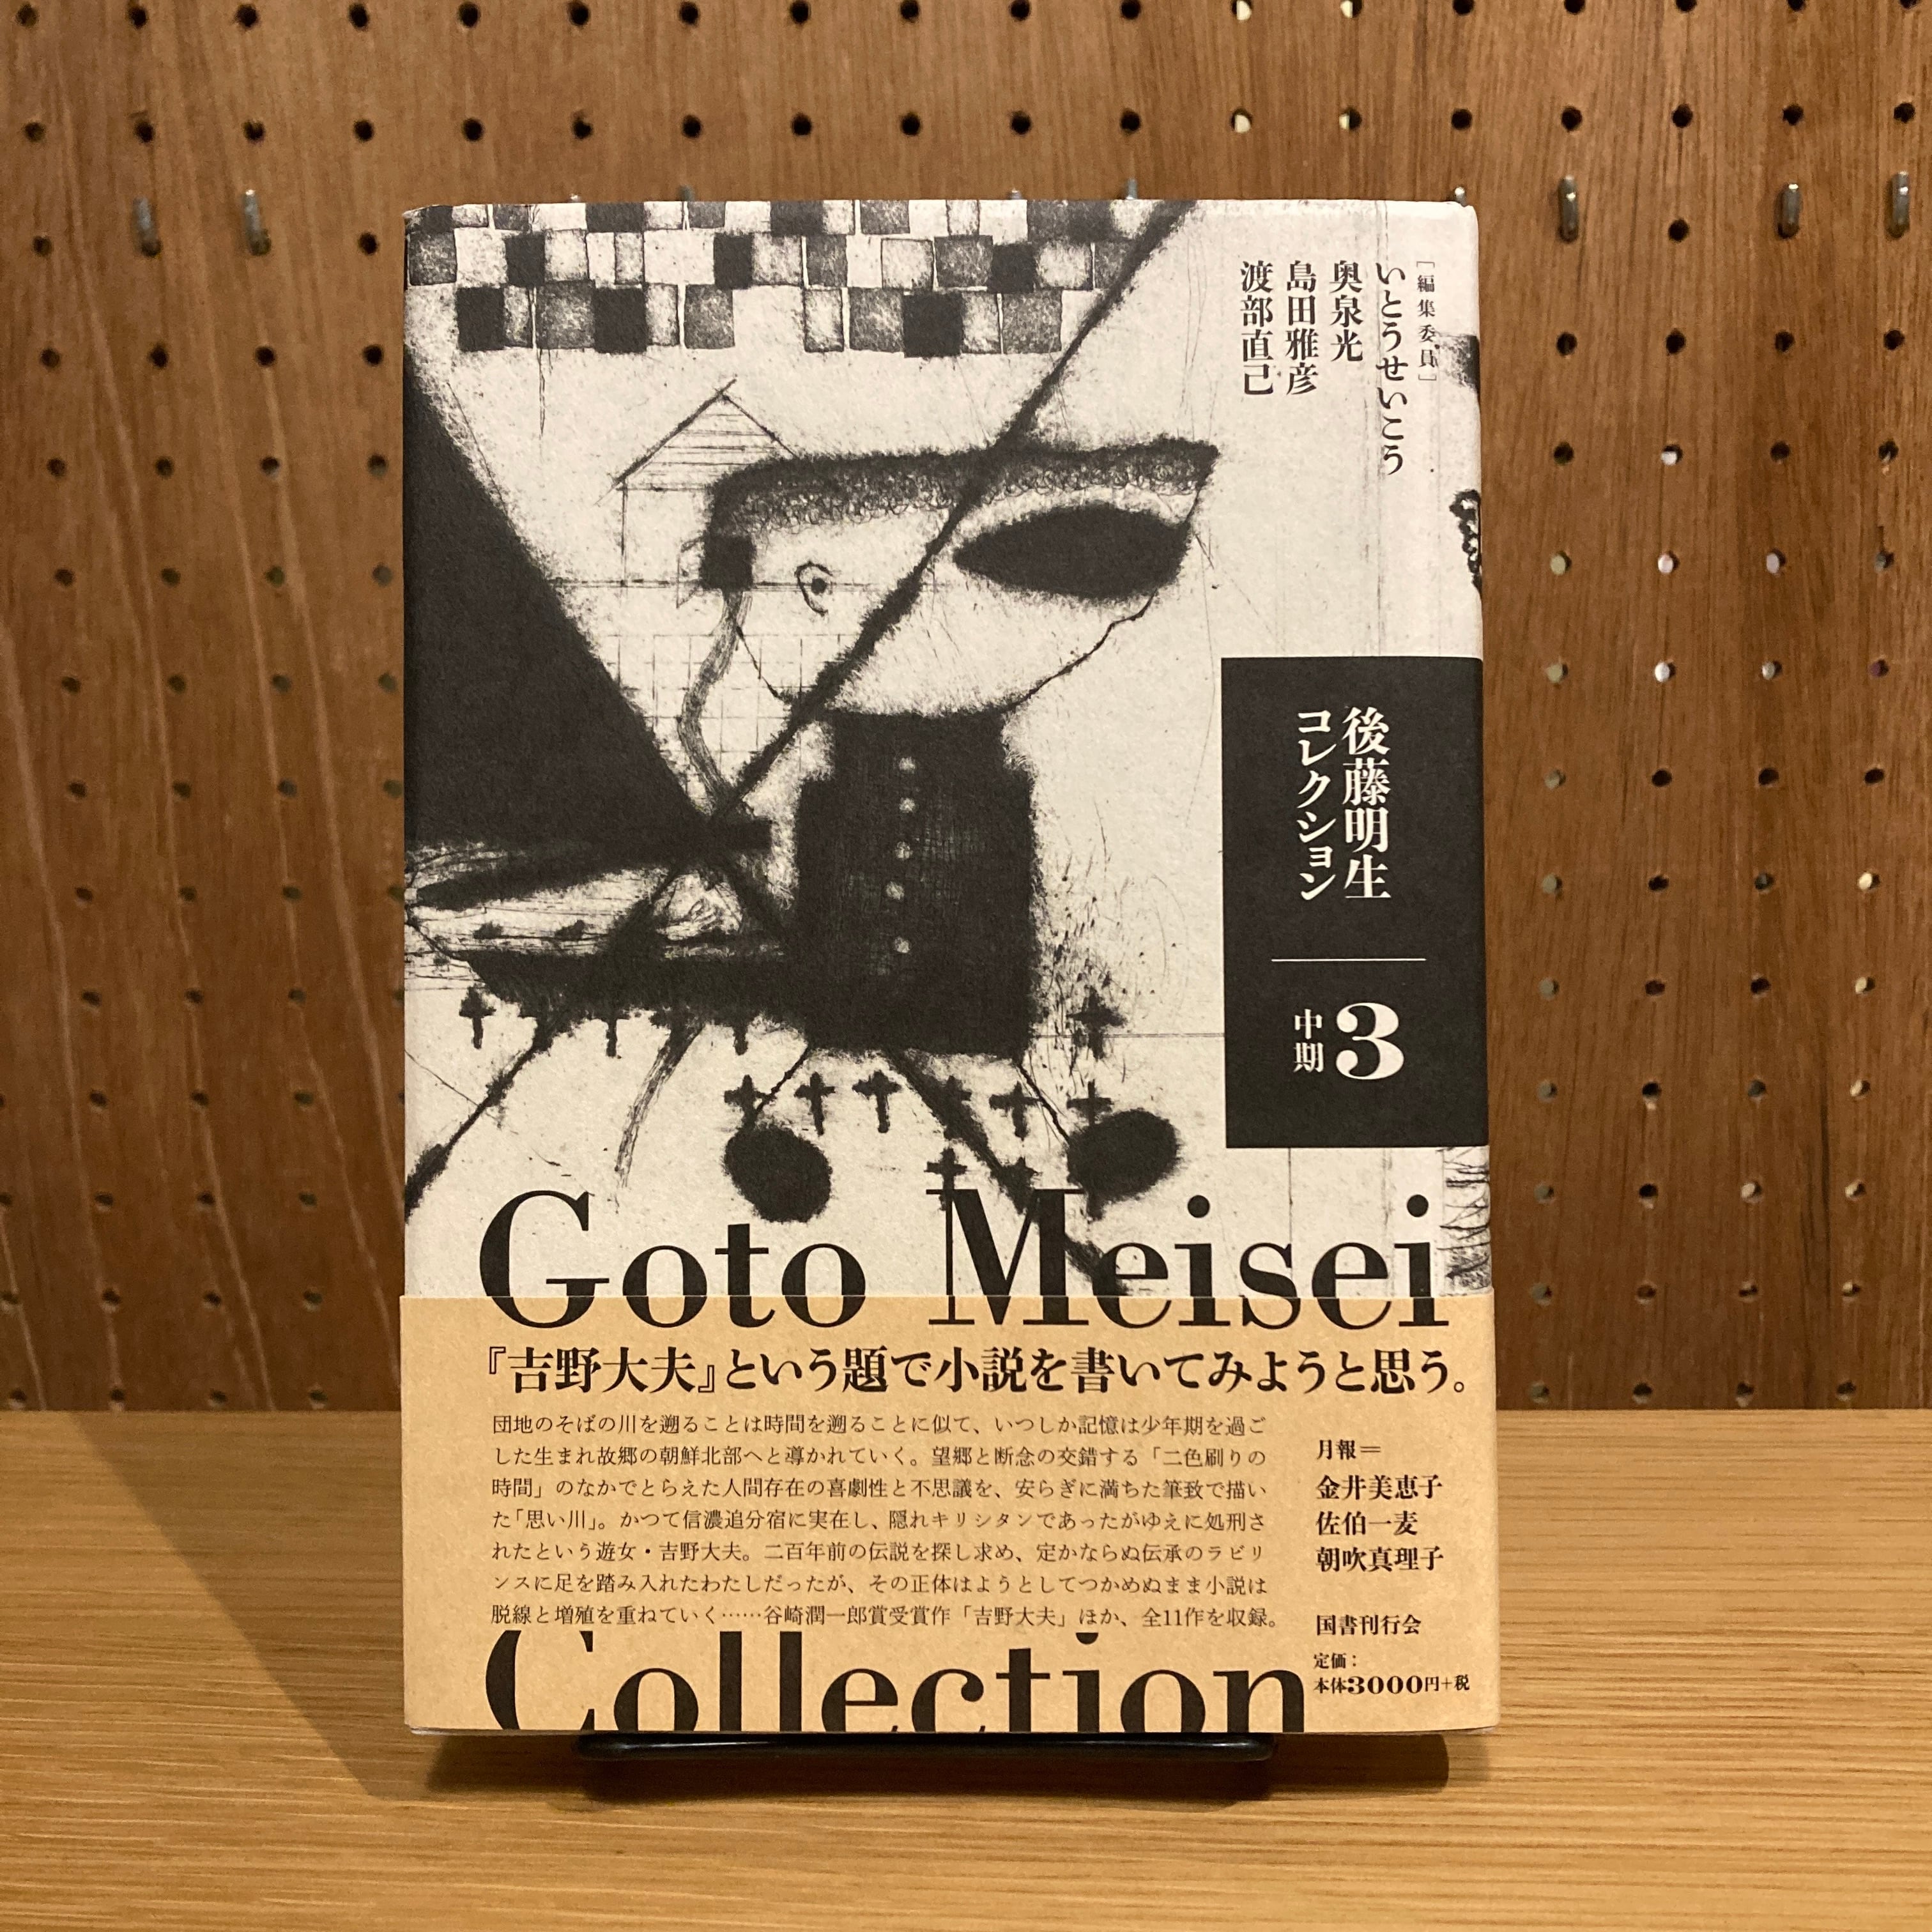 [編集委員]
いとうせいこう
奥泉光
島田雅彦
渡部直己
後藤明生
コレクション
3
中期
Goto Meisei
『吉野大夫』という題で小説を書いてみようと思う。
団地のそばの川を遡ることは時間を遡ることに似て、いつしか記憶は少年期を過ご
した生まれ故郷の朝鮮北部へと導かれていく。望郷と断念の交錯する「二色刷りの
時間」のなかでとらえた人間存在の喜劇性と不思議を、安らぎに満ちた筆致で描い
た「思い川」。かつて信濃追分宿に実在し、隠れキリシタンであったがゆえに処刑さ
れたという遊女・吉野大夫。二百年前の伝説を探し求め、定かならぬ伝承のラビリ
ンスに足を踏み入れたわたしだったが、その正体はようとしてつかめぬまま小説は
脱線と増殖を重ねていく……谷崎潤一郎賞受賞作「吉野大夫」ほか、全11作を収録。
月報＝
金井美恵子
佐伯一麦
朝吹真理子
国書刊行会
定価：
本体3000円+税
Collection